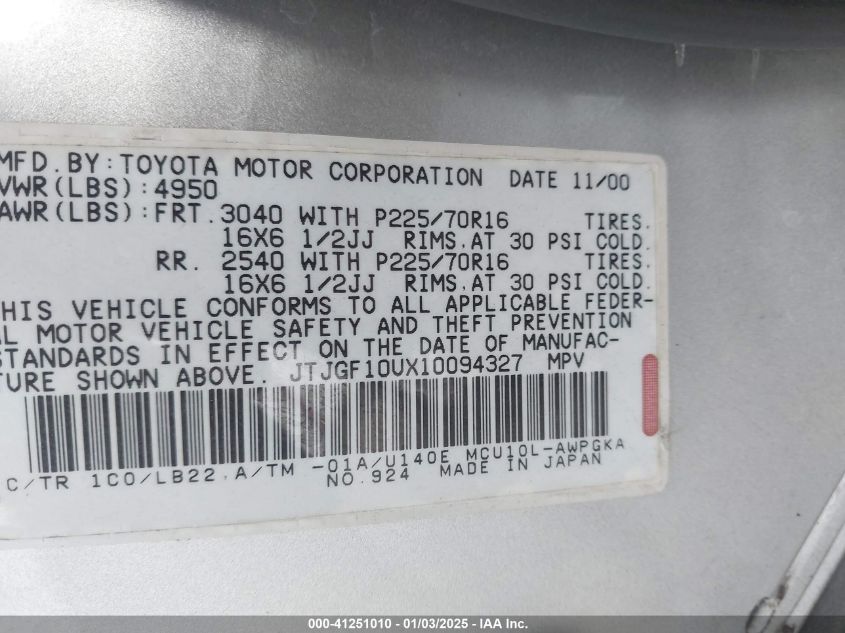 MFD.BY:TOYOTA MOTOR CORPORATION DATE 11/00
VWR(LBS):4950
AWR(LBS):FRT.3040 WITH P225/70R16 TIRES.
16X6 1/2JJ RIMS.AT 30 PSI COLD.
RR. 2540 WITH P225/70R16 TIRES.
16X6 1/2JJ RIMS.AT 30 PSI COLD.
HIS VEHICLE CONFORMS TO ALL APPLICABLE FEDER-
AL MOTOR VEHICLE SAFETY AND THEFT PREVENTION
STANDARDS IN EFFECT ON THE DATE OF MANUFAC-
TURE SHOWN ABOVE. JTJGF10UX10094327 MPV
C/TR 1C0/LB22 A/TM -01A/U140E MCU10L-AWPGKA
NO.924 MADE IN JAPAN
000-41251010 - 01/03/2025 - IAA Inc.